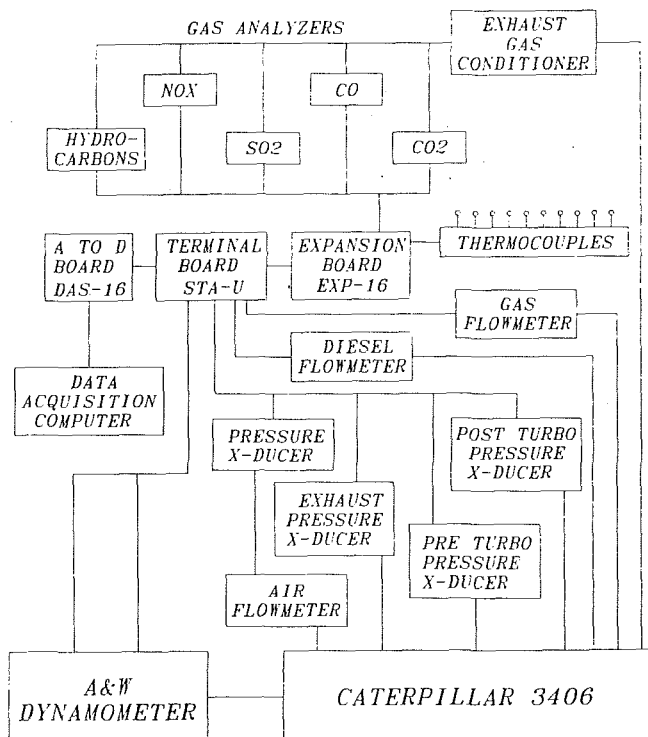 GAS ANALYZERS
EXHAUST
GAS
CONDITIONER
NOX
CO
HYDRO-
CARBONS
SO2
CO2
A TO D
BOARD
DAS-16
TERMINAL
BOARD
STA-U
EXPANSION
BOARD
EXP-16
THERMOCOUPLES
GAS
FLOWMETER
DIESEL
FLOWMETER
DATA
ACQUISITION
COMPUTER
PRESSURE
X-DUCER
POST TURBO
PRESSURE
X-DUCER
EXHAUST
PRESSURE
X-DUCER
PRE TURBO
PRESSURE
X-DUCER
AIR
FLOWMETER
A&W
DYNAMOMETER
CATERPILLAR 3406